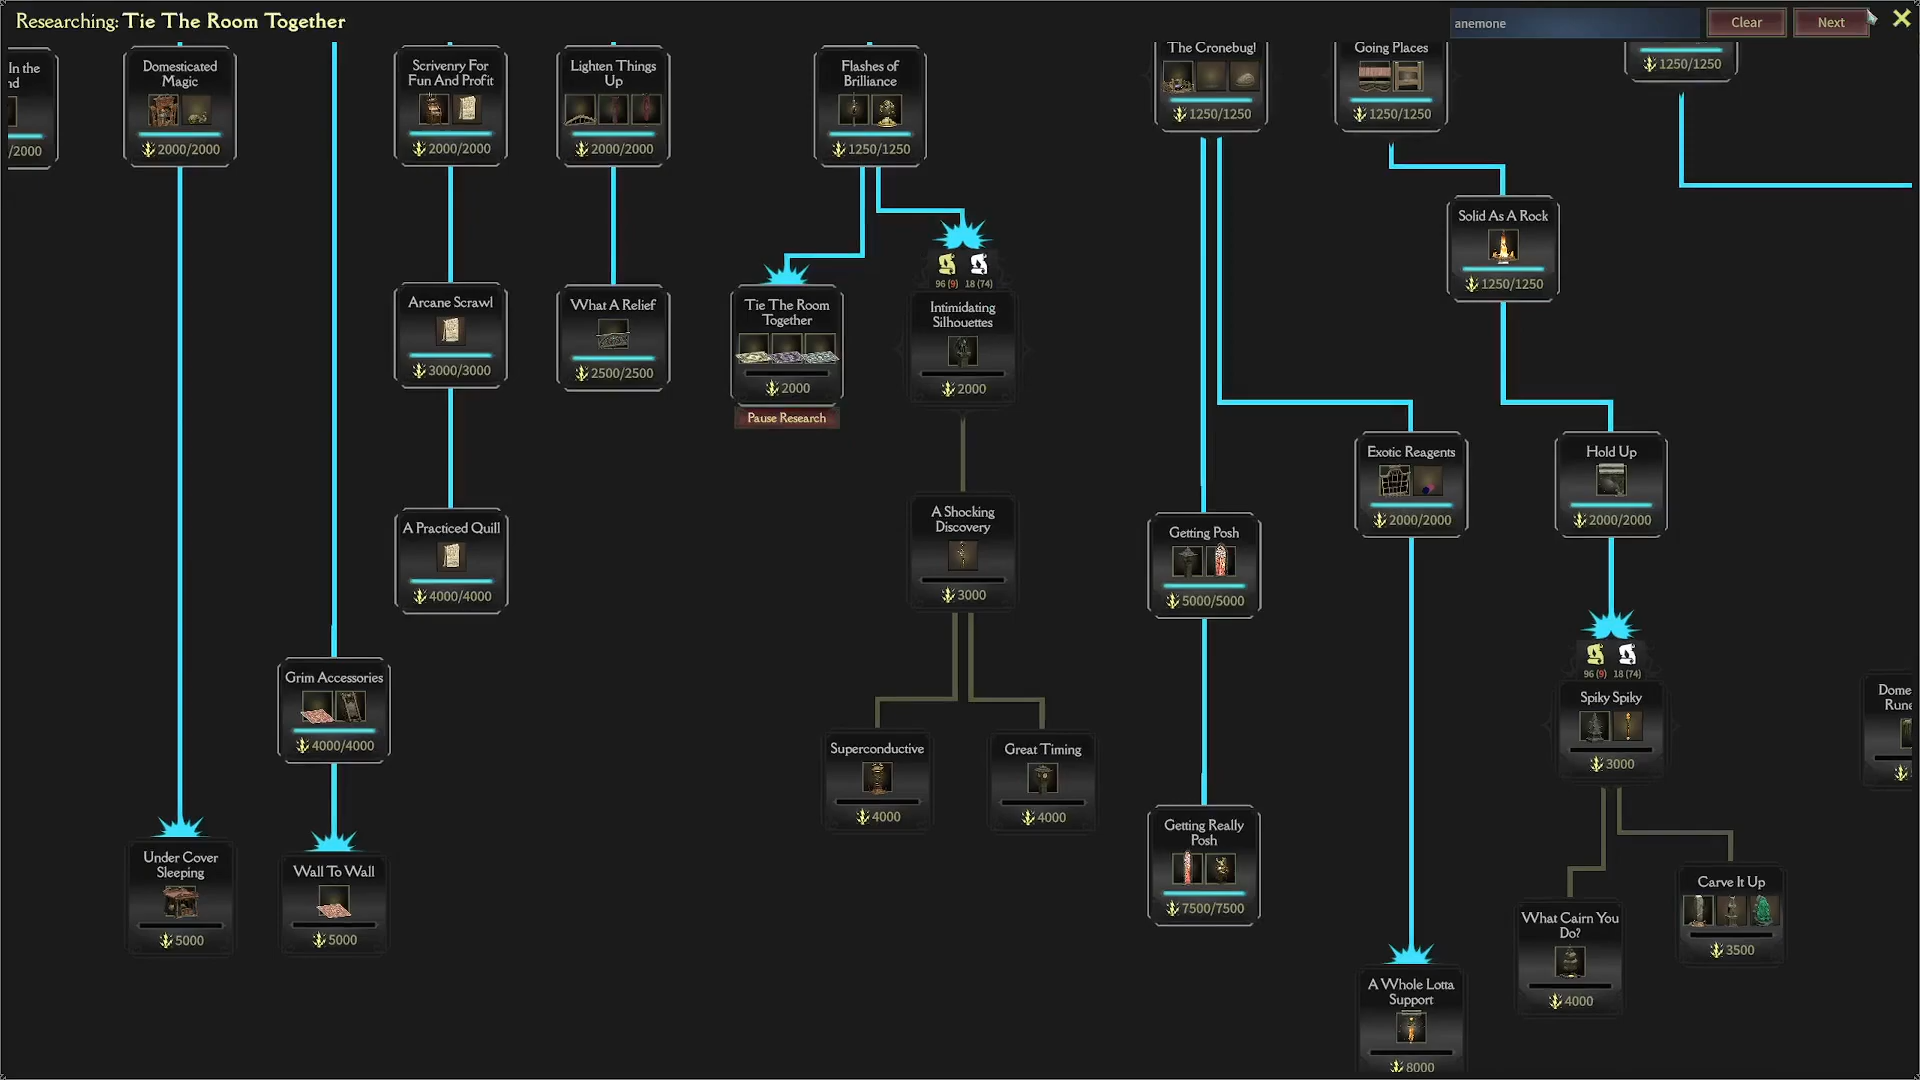 Researching: Tie The Room Together
anemone
Clear
Next
In the
nd
/2000
Domesticated
Magic
2000/2000
Scrivenry For
Fun And Profit
2000/2000
Lighten Things
Up
2000/2000
Flashes of
Brilliance
1250/1250
The Cronebug!
1250/1250
Going Places
1250/1250
1250/1250
Solid As A Rock
1250/1250
Arcane Scrawl
3000/3000
What A Relief
2500/2500
Tie The Room
Together
2000
Pause Research
96 (9) 18 (74)
Intimidating
Silhouettes
2000
Exotic Reagents
2000/2000
Hold Up
2000/2000
A Practiced Quill
4000/4000
A Shocking
Discovery
3000
Getting Posh
5000/5000
Grim Accessories
4000/4000
96 (9) 18 (74)
Spiky Spiky
3000
Dome
Rune
Superconductive
4000
Great Timing
4000
Under Cover
Sleeping
5000
Wall To Wall
5000
Getting Really
Posh
7500/7500
What Cairn You
Do?
4000
Carve It Up
3500
A Whole Lotta
Support
8000